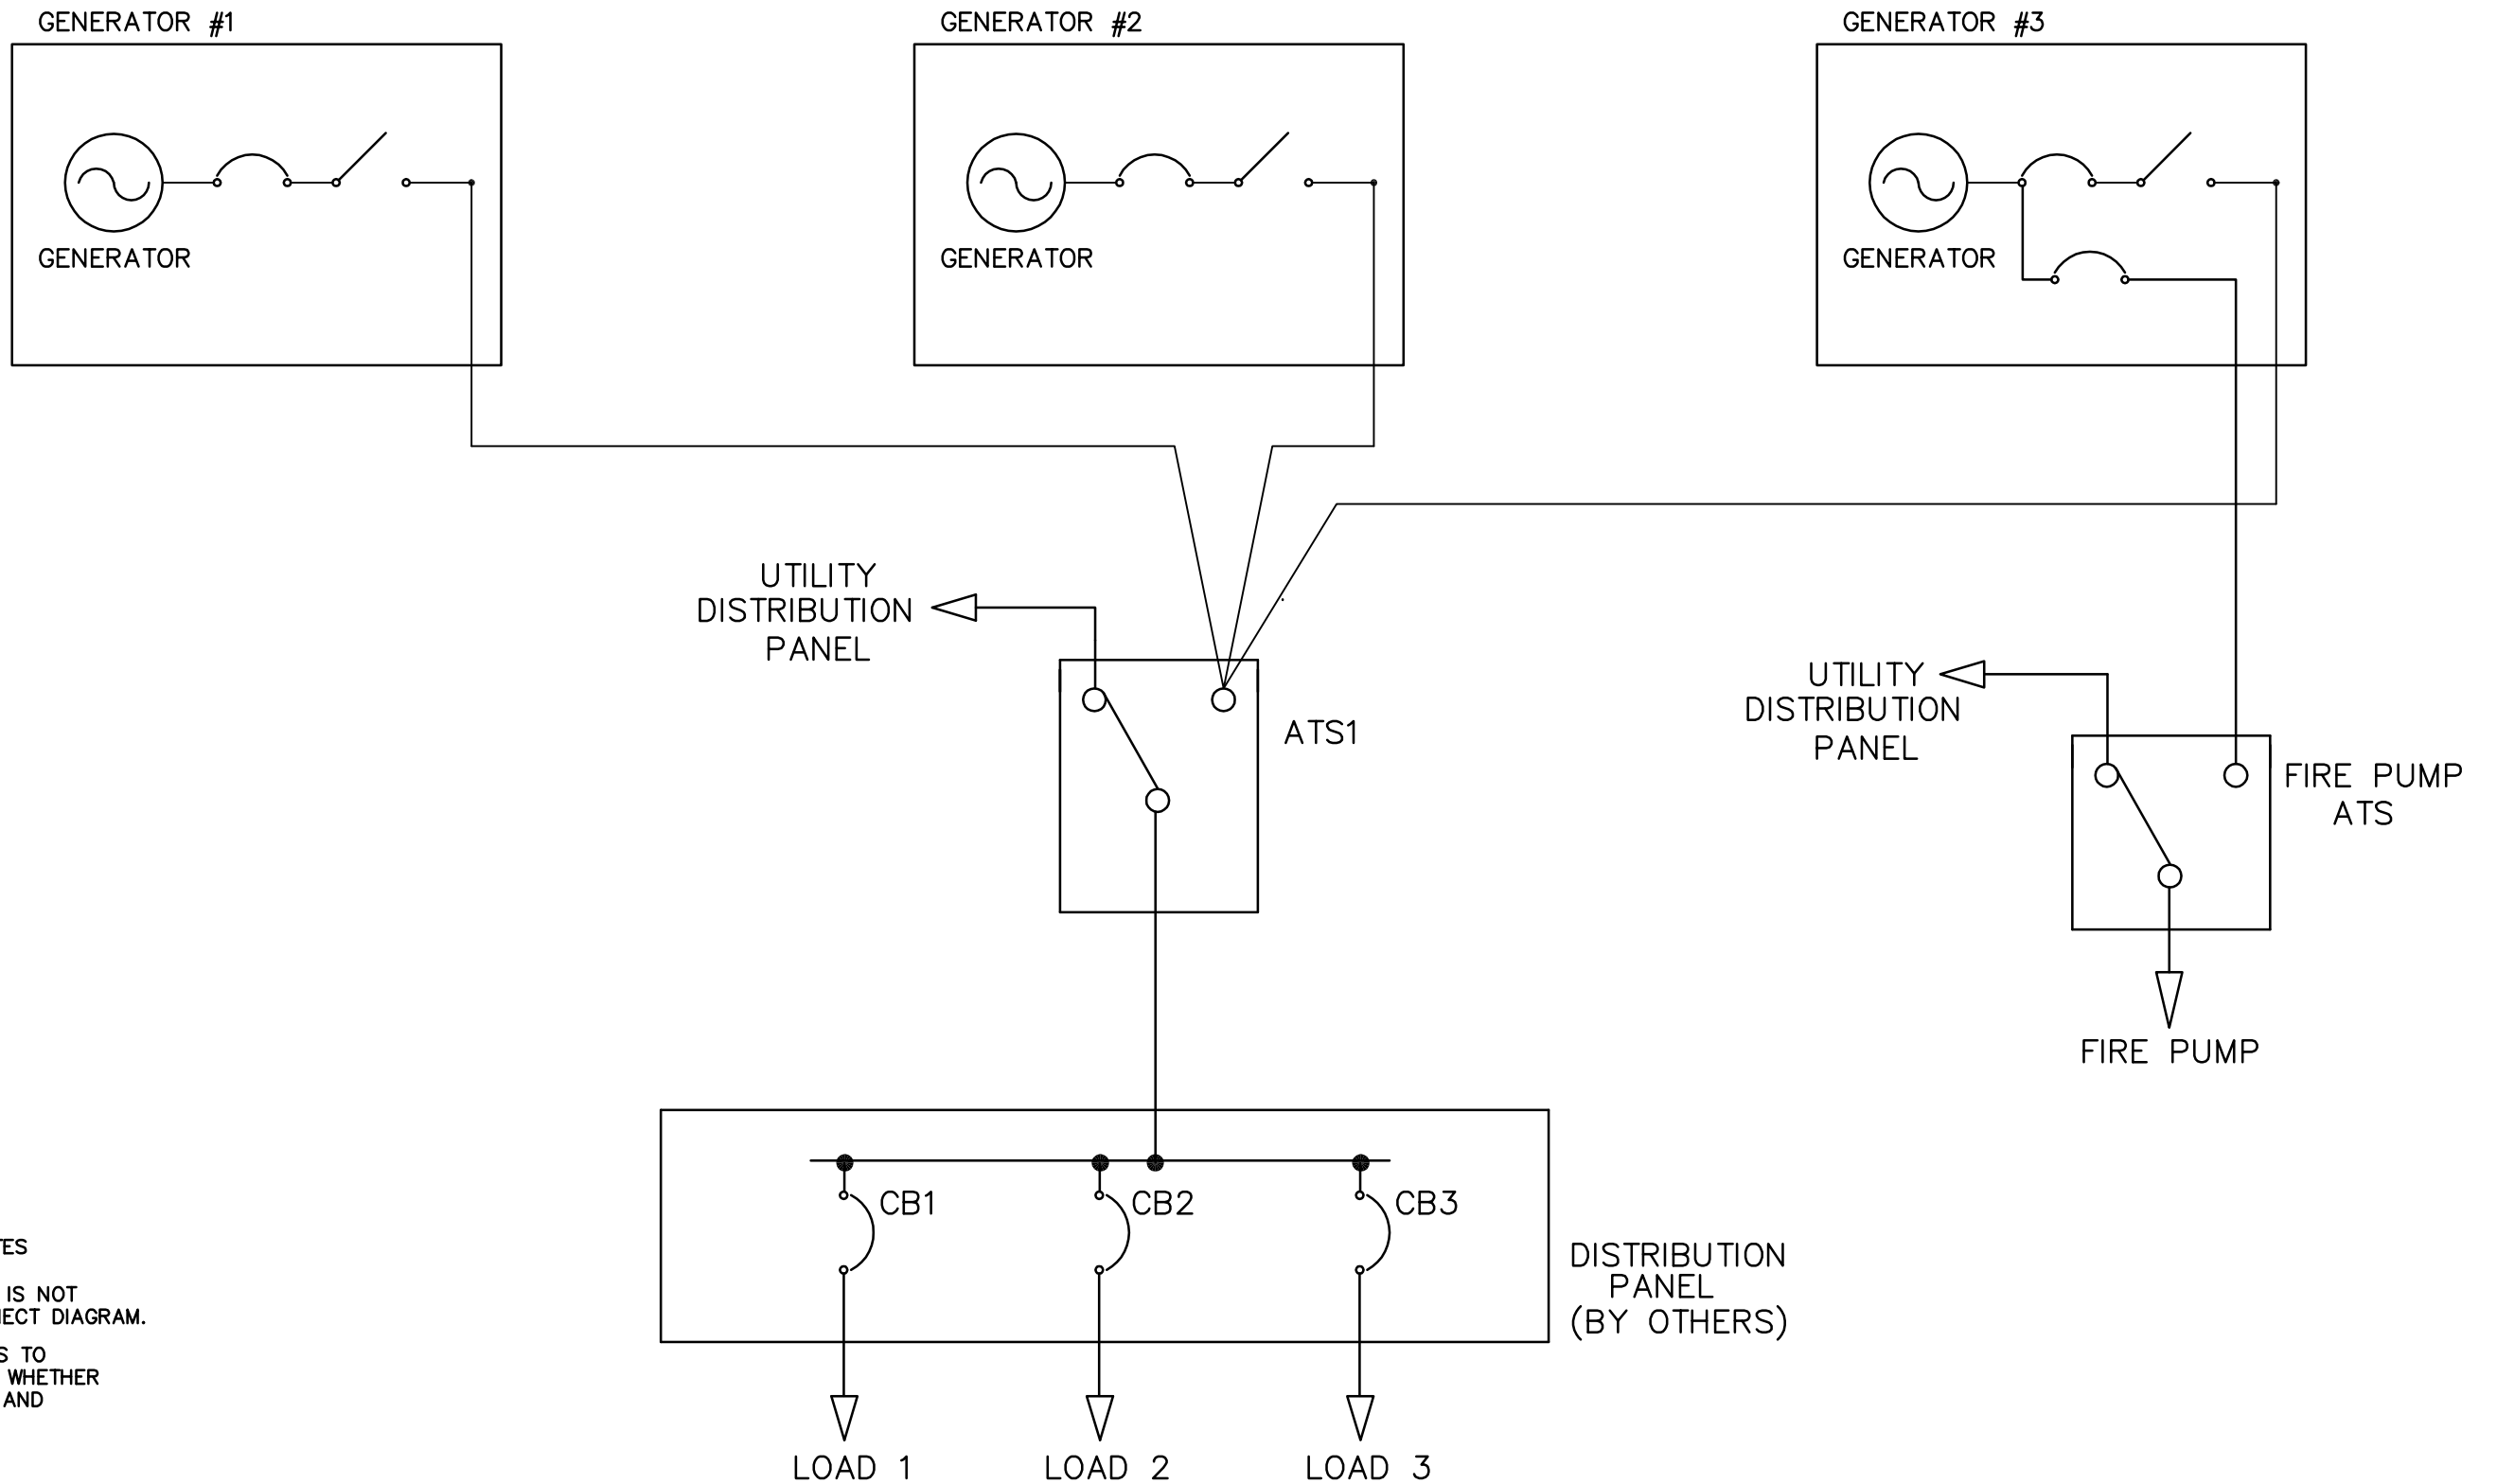 GENERATOR #1
GENERATOR #2
GENERATOR #3
GENERATOR
GENERATOR
GENERATOR
UTILITY
DISTRIBUTION
PANEL
ATS1
UTILITY
DISTRIBUTION
PANEL
FIRE PUMP
ATS
FIRE PUMP
CB1
CB2
CB3
DISTRIBUTION
PANEL
(BY OTHERS)
IS NOT
DIAGRAM.
TO
WHETHER
AND
LOAD 1
LOAD 2
LOAD 3